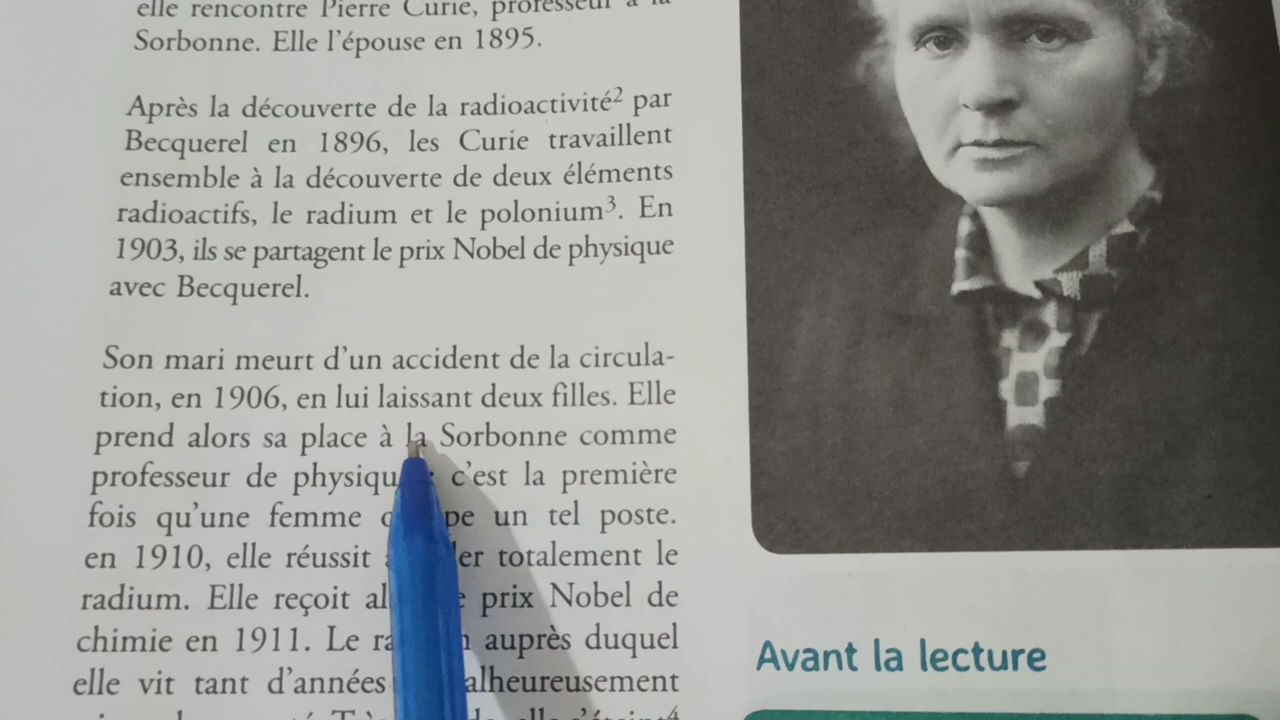 elle rencontre Pierre Curie, professeur à la
Sorbonne. Elle l'épouse en 1895.
Après la découverte de la radioactivité² par
Becquerel en 1896, les Curie travaillent
ensemble à la découverte de deux éléments
radioactifs, le radium et le polonium³. En
1903, ils se partagent le prix Nobel de physique
avec Becquerel.
Son mari meurt d'un accident de la circula-
tion, en 1906, en lui laissant deux filles. Elle
prend alors sa place à la Sorbonne comme
professeur de physiqu : c'est la première
fois qu'une femme un tel poste.
en 1910, elle réussit totalement le
radium. Elle reçoit prix Nobel de
chimie en 1911. Le auprès duquel
elle vit tant d'années
Avant la lecture